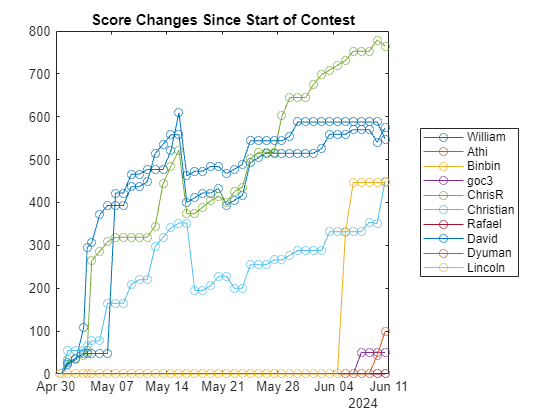 Score Changes Since Start of Contest
800
700
600
500
400
300
200
100
0
Apr 30 May 07 May 14 May 21 May 28 Jun 04 Jun 11
2024
William
Athi
Binbin
goc3
ChrisR
Christian
Rafael
David
Dyuman
Lincoln